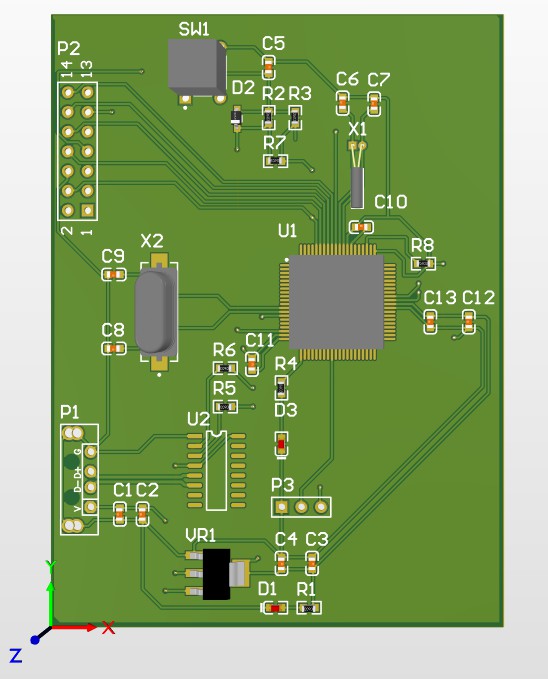 SW1
P2
C5
14 13
D2
R2 R3
C6 C7
X1
R7
C10
2 1
U1
X2
R8
C9
C13 C12
C8
C11
R6
R4
R5
D3
P1
U2
G
D+
D-
V
C1 C2
P3
VR1
C4 C3
D1 R1
Y
X
Z